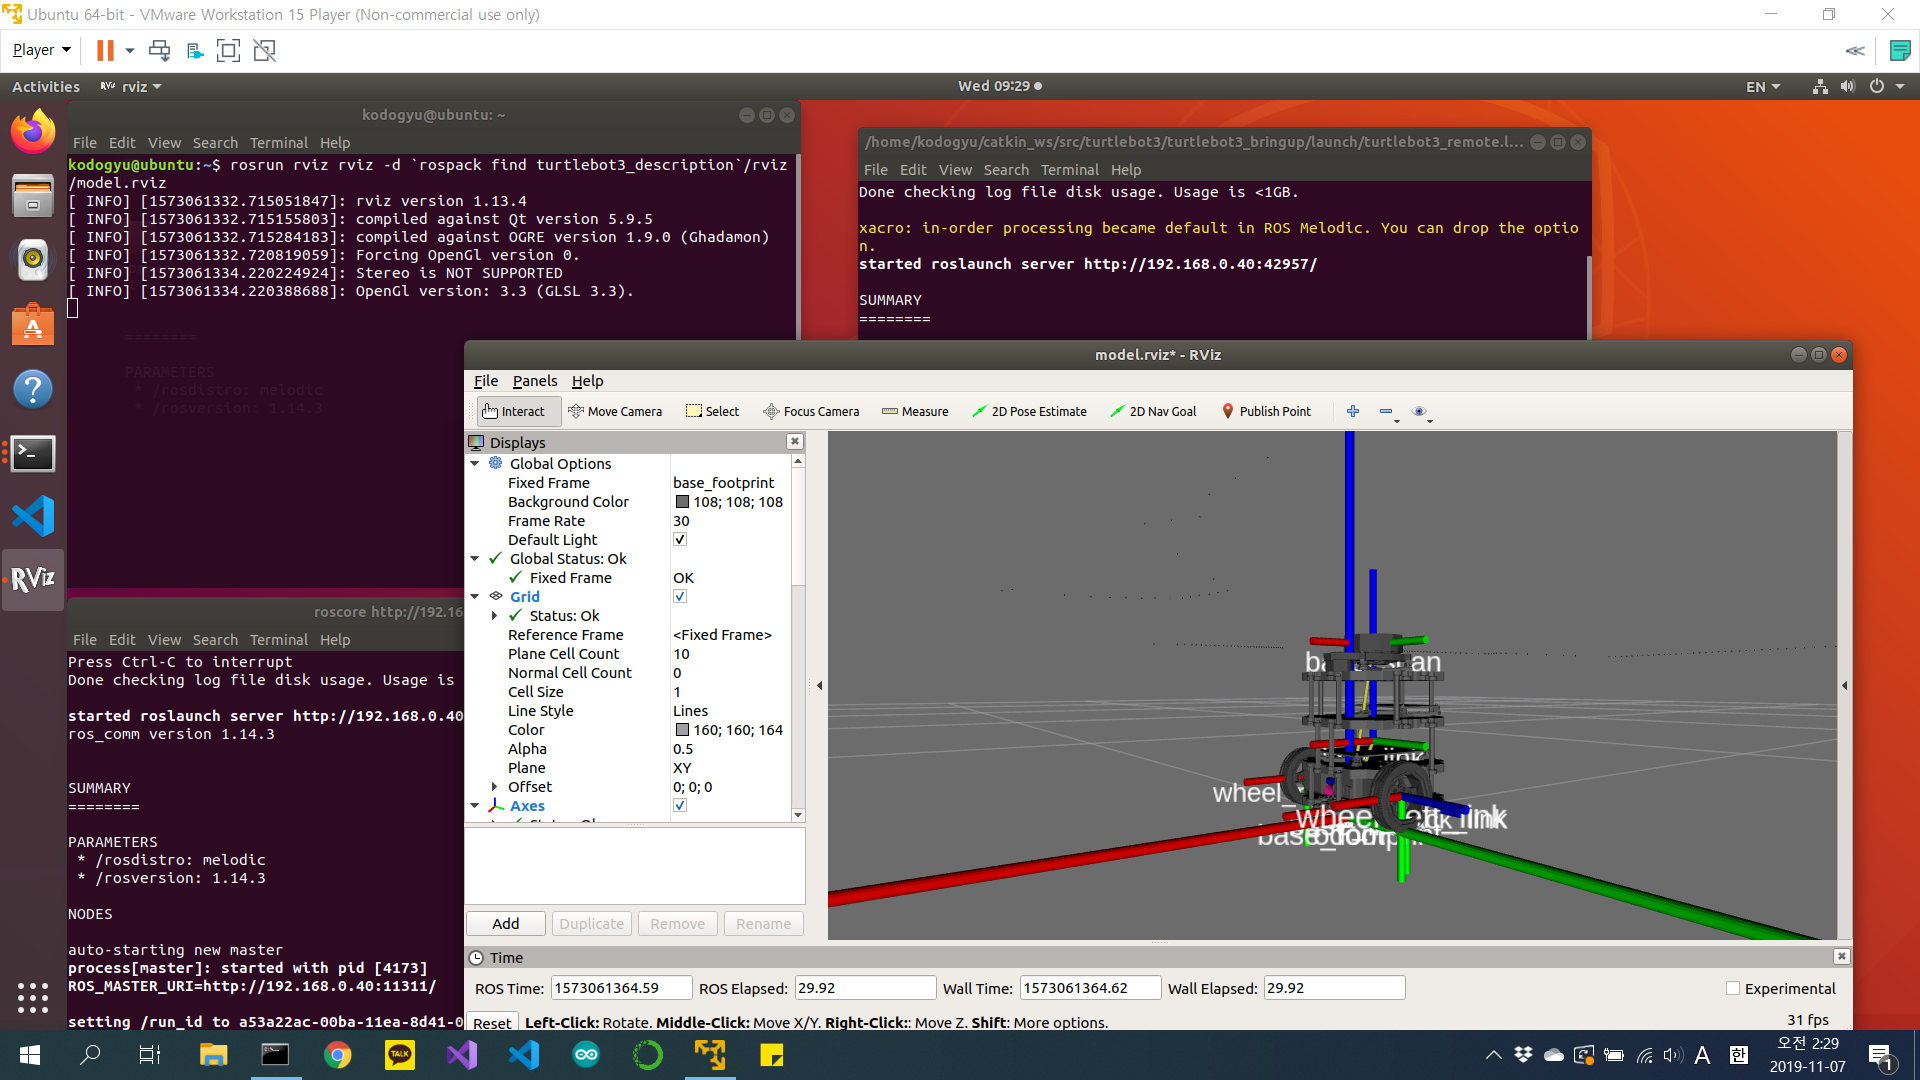 Ubuntu 64-bit - VMware Workstation 15 Player (Non-commercial use only)
Player
Activities
RViz rviz
Wed 09:29
EN
kodogyu@ubuntu: ~
File Edit View Search Terminal Help
kodogyu@ubuntu:~$ rosrun rviz rviz -d `rospack find turtlebot3_description`/rviz
/model.rviz
[ INFO] [1573061332.715051847]: rviz version 1.13.4
[ INFO] [1573061332.715155803]: compiled against Qt version 5.9.5
[ INFO] [1573061332.715284183]: compiled against OGRE version 1.9.0 (Ghadamon)
[ INFO] [1573061332.720819059]: Forcing OpenGl version 0.
[ INFO] [1573061334.220224924]: Stereo is NOT SUPPORTED
[ INFO] [1573061334.220388688]: OpenGl version: 3.3 (GLSL 3.3).
========
PARAMETERS
* /rosdistro: melodic
* /rosversion: 1.14.3
/home/kodogyu/catkin_ws/src/turtlebot3/turtlebot3_bringup/launch/turtlebot3_remote.l...
File Edit View Search Terminal Help
Done checking log file disk usage. Usage is <1GB.
xacro: in-order processing became default in ROS Melodic. You can drop the optio
n.
started roslaunch server http://192.168.0.40:42957/
SUMMARY
========
RViz
roscore http://192.16
File Edit View Search Terminal Help
Press Ctrl-C to interrupt
Done checking log file disk usage. Usage is
started roslaunch server http://192.168.0.40
ros_comm version 1.14.3
SUMMARY
========
PARAMETERS
* /rosdistro: melodic
* /rosversion: 1.14.3
NODES
auto-starting new master
process[master]: started with pid [4173]
ROS_MASTER_URI=http://192.168.0.40:11311/
setting /run_id to a53a22ac-00ba-11ea-8d41-0
model.rviz* - RViz
File Panels Help
Interact Move Camera Select Focus Camera Measure 2D Pose Estimate 2D Nav Goal Publish Point
Displays
Global Options
Fixed Frame base_footprint
Background Color 108; 108; 108
Frame Rate 30
Default Light
Global Status: Ok
Fixed Frame OK
Grid
Status: Ok
Reference Frame <Fixed Frame>
Plane Cell Count 10
Normal Cell Count 0
Cell Size 1
Line Style Lines
Color 160; 160; 164
Alpha 0.5
Plane XY
Offset 0; 0; 0
Axes
Add Duplicate Remove Rename
Time
ROS Time: 1573061364.59 ROS Elapsed: 29.92 Wall Time: 1573061364.62 Wall Elapsed: 29.92 Experimental
Reset Left-Click: Rotate. Middle-Click: Move X/Y. Right-Click:: Move Z. Shift: More options.
31 fps
TALK
A 한
오전 2:29
2019-11-07
1